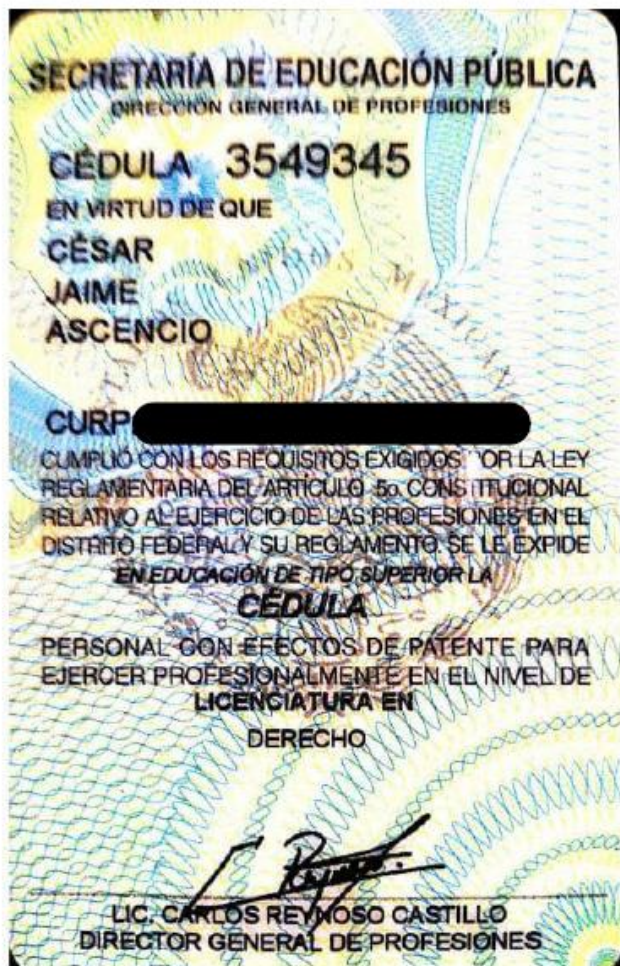 SECRETARÍA DE EDUCACIÓN PÚBLICA
DIRECCIÓN GENERAL DE PROFESIONES
CÉDULA 3549345
EN VIRTUD DE QUE
CÉSAR
JAIME
ASCENCIO
CURP
CUMPLIÓ CON LOS REQUISITOS EXIGIDOS POR LA LEY
REGLAMENTARIA DEL ARTÍCULO 5o. CONSTITUCIONAL
RELATIVO AL EJERCICIO DE LAS PROFESIONES EN EL
DISTRITO FEDERAL Y SU REGLAMENTO. SE LE EXPIDE
EN EDUCACIÓN DE TIPO SUPERIOR LA
CÉDULA
PERSONAL CON EFECTOS DE PATENTE PARA
EJERCER PROFESIONALMENTE EN EL NIVEL DE
LICENCIATURA EN
DERECHO
LIC. CARLOS REYNOSO CASTILLO
DIRECTOR GENERAL DE PROFESIONES